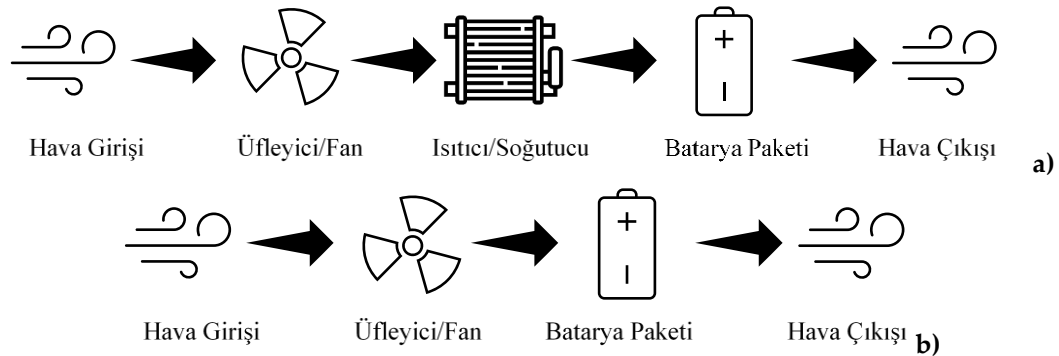 Hava Girişi Üfleyici/Fan Isıtıcı/Soğutucu Batarya Paketi Hava Çıkışı a)
Hava Girişi Üfleyici/Fan Batarya Paketi Hava Çıkışı b)